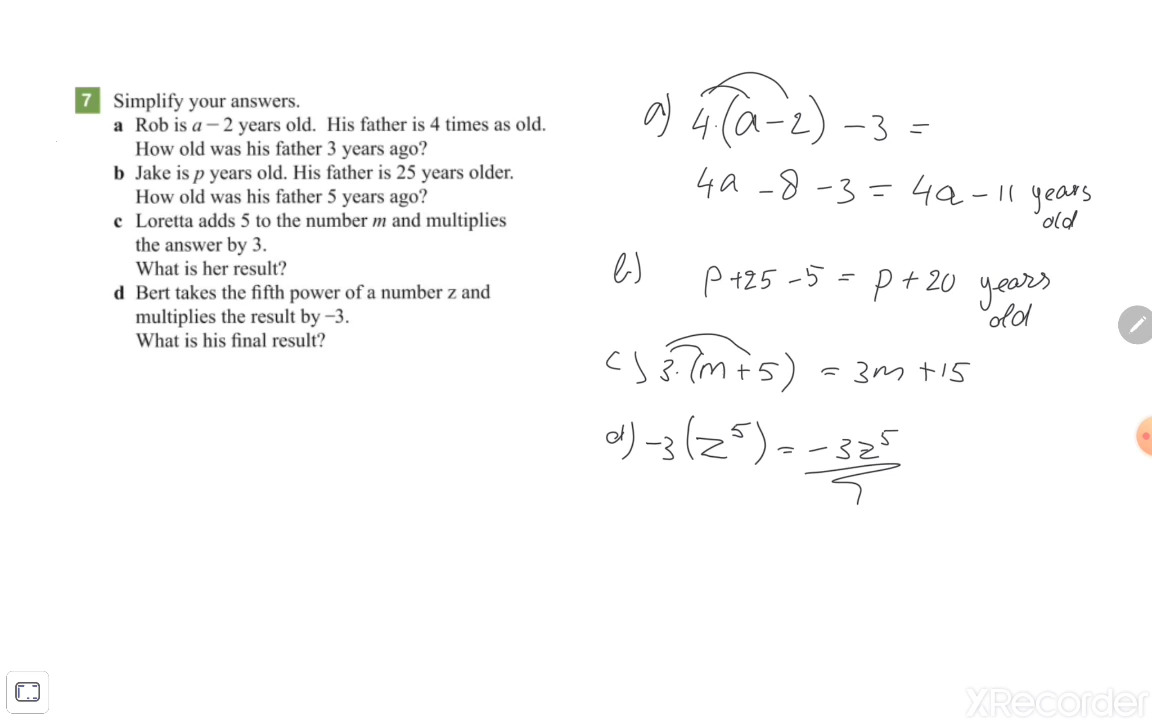 7 Simplify your answers.
a Rob is a − 2 years old. His father is 4 times as old.
How old was his father 3 years ago?
b Jake is p years old. His father is 25 years older.
How old was his father 5 years ago?
c Loretta adds 5 to the number m and multiplies
the answer by 3.
What is her result?
d Bert takes the fifth power of a number z and
multiplies the result by −3.
What is his final result?
a) 4·(a−2) −3 =
4a −8 −3 = 4a −11 years
old
b) p+25 −5 = p + 20 years
old
c) 3·(m+5) = 3m +15
d) −3(z⁵) = −3z⁵
XRecorder